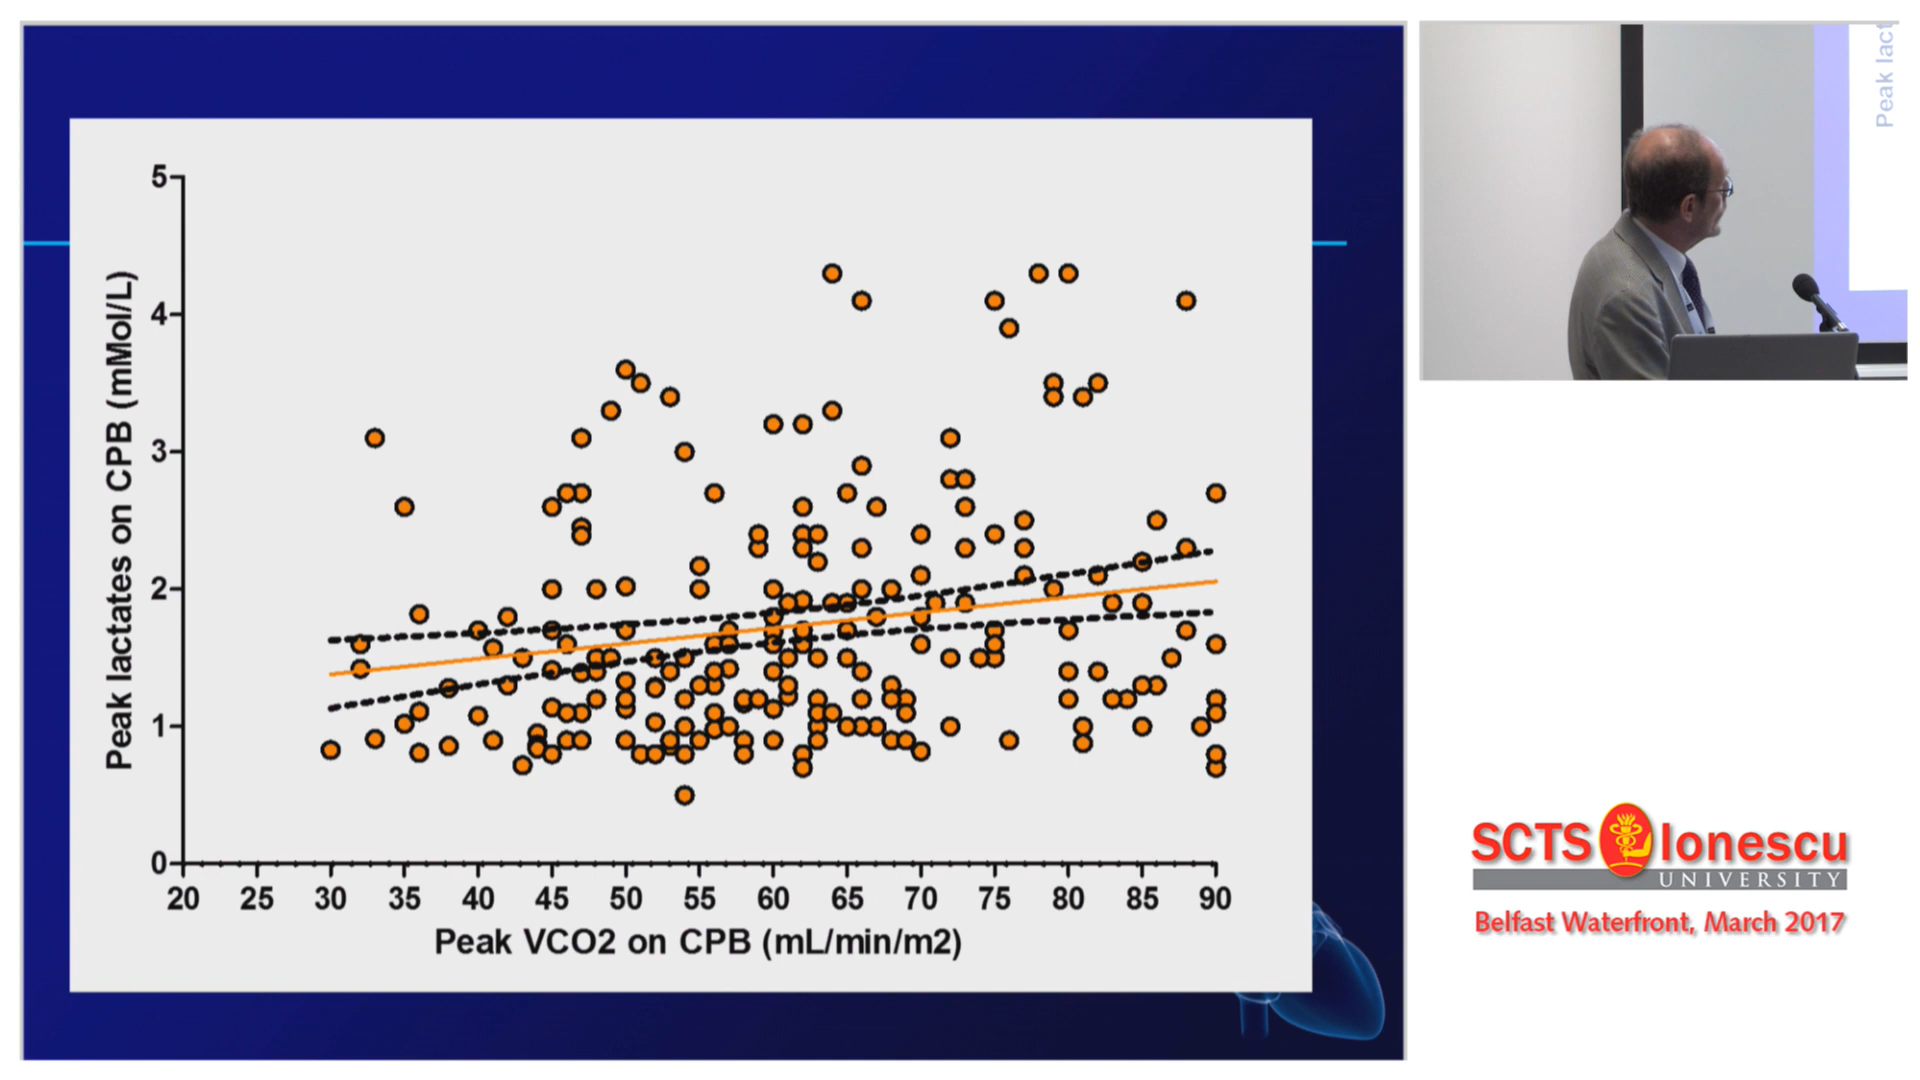 Peak lactates on CPB (mMol/L)
5
4
3
2
1
0
20 25 30 35 40 45 50 55 60 65 70 75 80 85 90
Peak VCO2 on CPB (mL/min/m2)
Peak lact
SCTS Ionescu
UNIVERSITY
Belfast Waterfront, March 2017